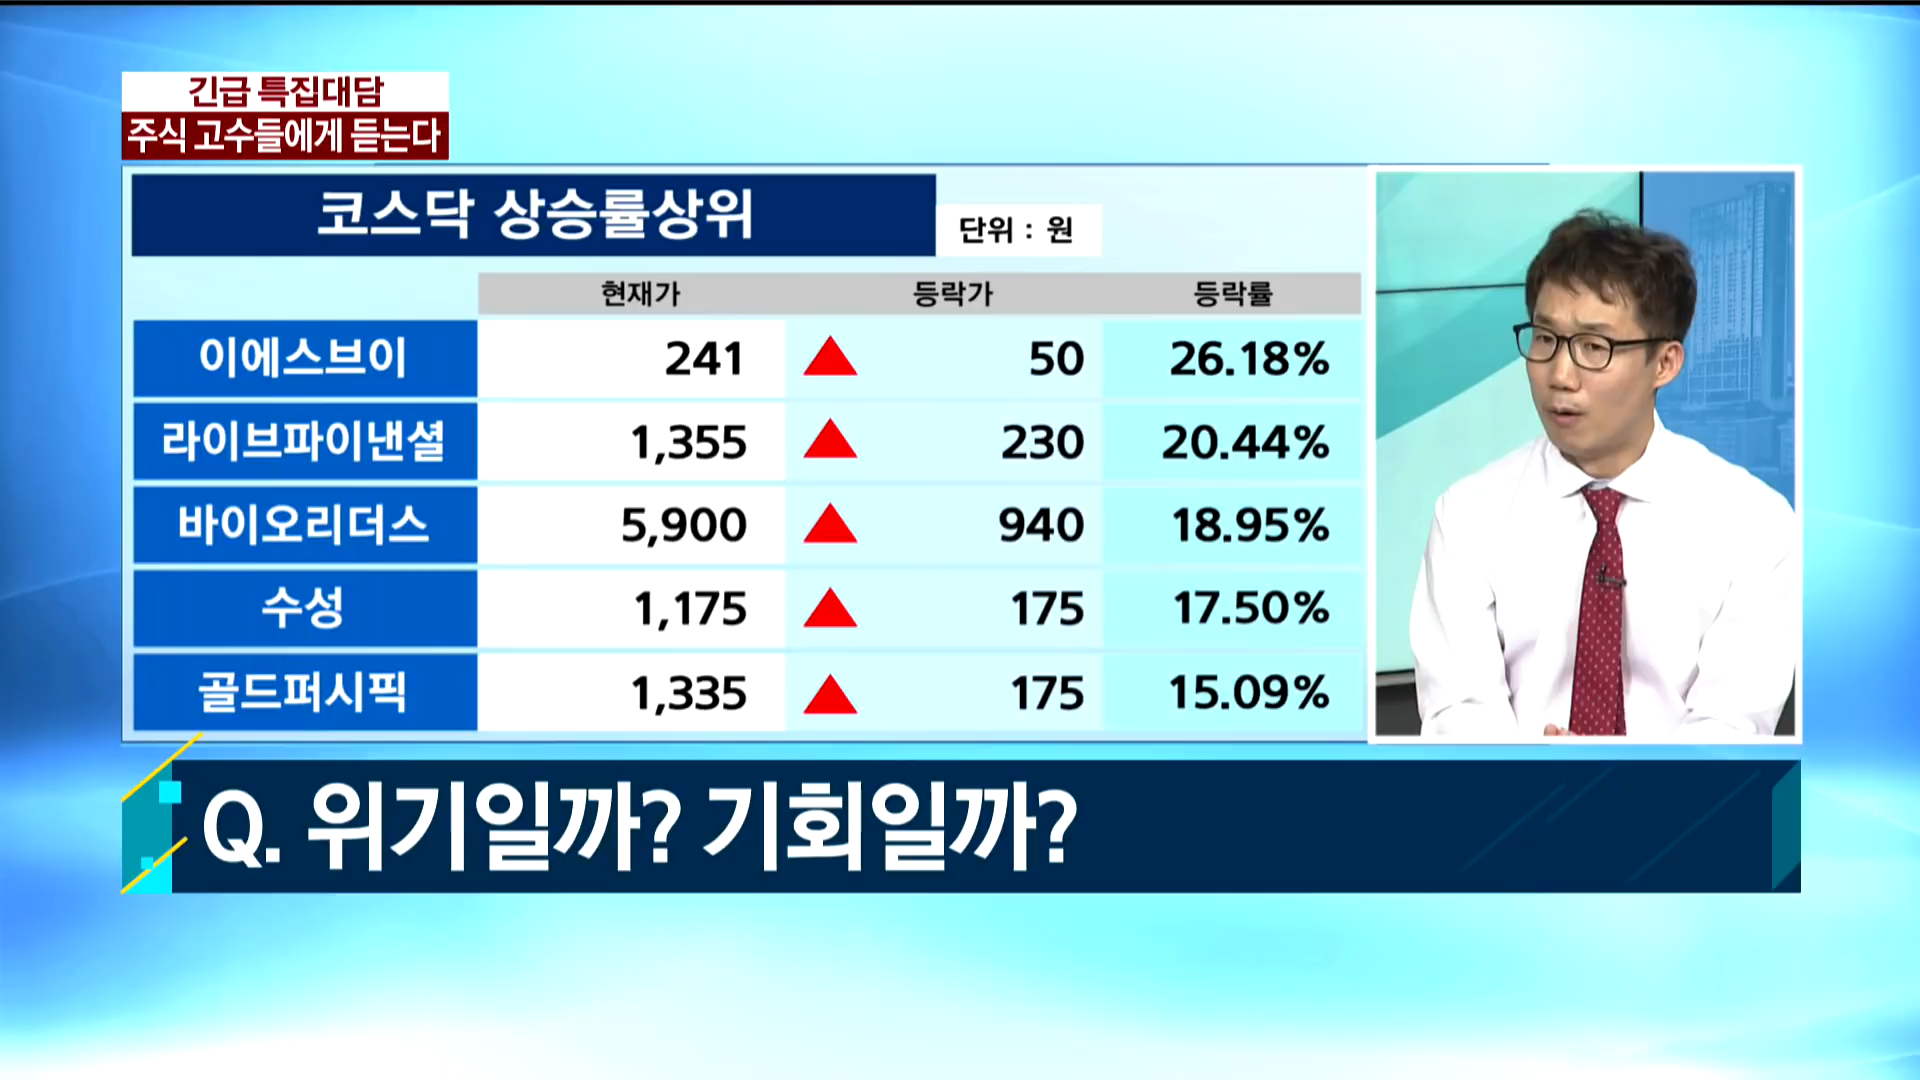 긴급 특집대담
주식 고수들에게 듣는다
코스닥 상승률상위
단위 : 원
현재가 등락가 등락률
이에스브이 241 ▲ 50 26.18%
라이브파이낸셜 1,355 ▲ 230 20.44%
바이오리더스 5,900 ▲ 940 18.95%
수성 1,175 ▲ 175 17.50%
골드퍼시픽 1,335 ▲ 175 15.09%
Q. 위기일까? 기회일까?